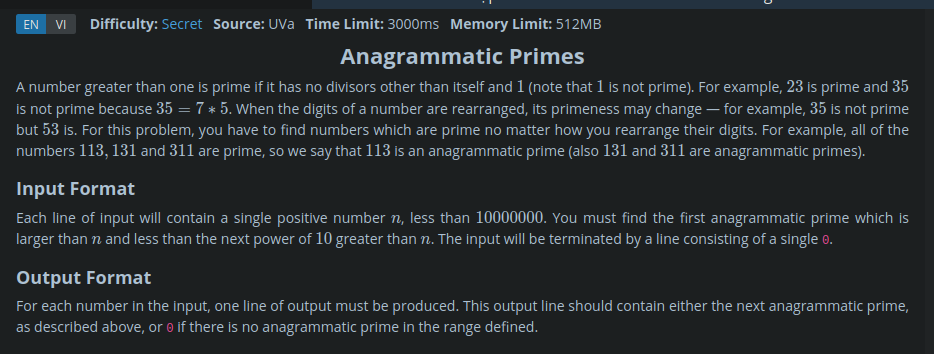 EN VI Difficulty: Secret Source: UVa Time Limit: 3000ms Memory Limit: 512MB
Anagrammatic Primes
A number greater than one is prime if it has no divisors other than itself and 1 (note that 1 is not prime). For example, 23 is prime and 35
is not prime because 35 = 7 * 5. When the digits of a number are rearranged, its primeness may change — for example, 35 is not prime
but 53 is. For this problem, you have to find numbers which are prime no matter how you rearrange their digits. For example, all of the
numbers 113, 131 and 311 are prime, so we say that 113 is an anagrammatic prime (also 131 and 311 are anagrammatic primes).
Input Format
Each line of input will contain a single positive number n, less than 10000000. You must find the first anagrammatic prime which is
larger than n and less than the next power of 10 greater than n. The input will be terminated by a line consisting of a single 0.
Output Format
For each number in the input, one line of output must be produced. This output line should contain either the next anagrammatic prime,
as described above, or 0 if there is no anagrammatic prime in the range defined.